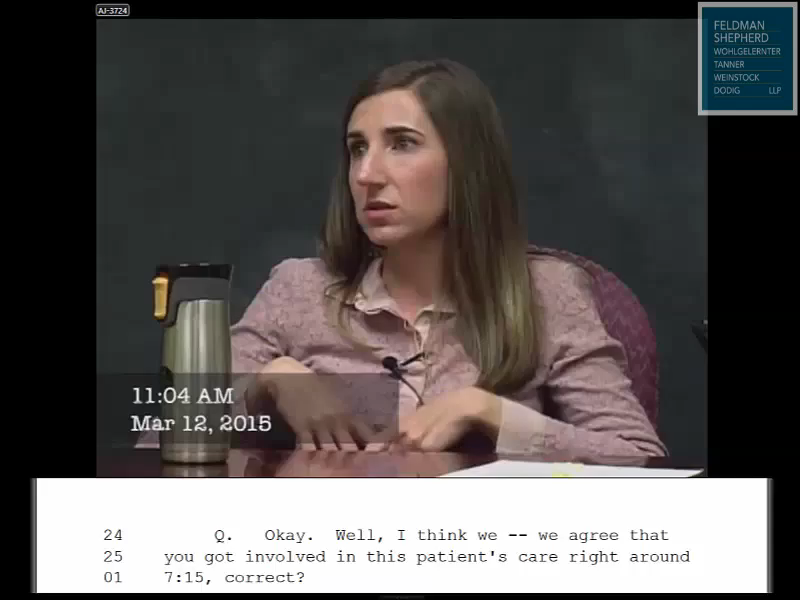 AJ-3724
FELDMAN
SHEPHERD
WOHLGELERNTER
TANNER
WEINSTOCK
DODIG LLP
11:04 AM
Mar 12, 2015
24 Q. Okay. Well, I think we -- we agree that
25 you got involved in this patient's care right around
01 7:15, correct?